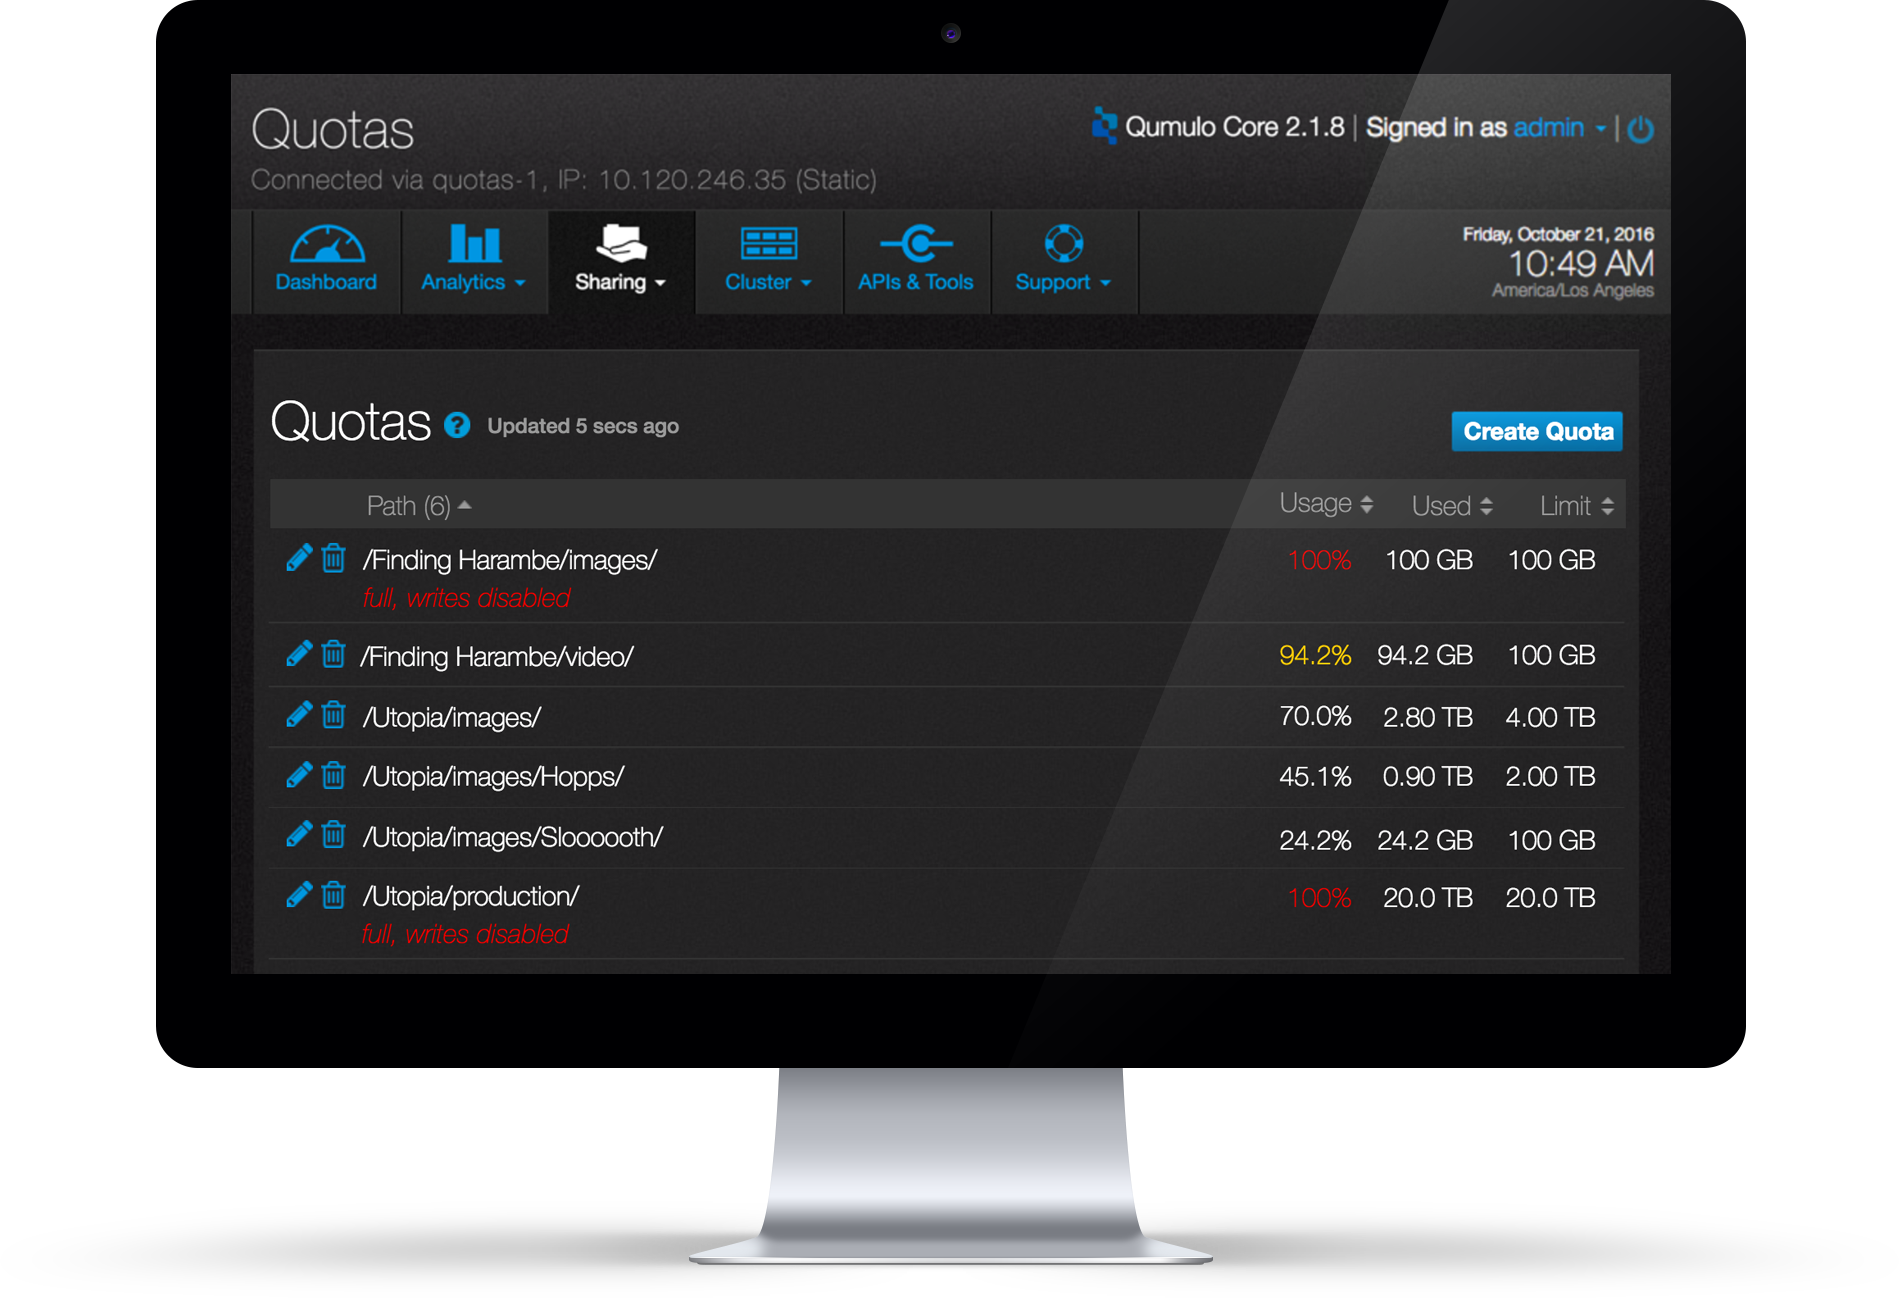 Quotas
Qumulo Core 2.1.8 | Signed in as admin
Connected via quotas-1, IP: 10.120.246.35 (Static)
Dashboard
Analytics
Sharing
Cluster
APIs & Tools
Support
Friday, October 21, 2016
10:49 AM
America/Los Angeles
Quotas ? Updated 5 secs ago
Create Quota
Path (6) Usage Used Limit
/Finding Harambe/images/ 100% 100 GB 100 GB
full, writes disabled
/Finding Harambe/video/ 94.2% 94.2 GB 100 GB
/Utopia/images/ 70.0% 2.80 TB 4.00 TB
/Utopia/images/Hopps/ 45.1% 0.90 TB 2.00 TB
/Utopia/images/Sloooooth/ 24.2% 24.2 GB 100 GB
/Utopia/production/ 100% 20.0 TB 20.0 TB
full, writes disabled